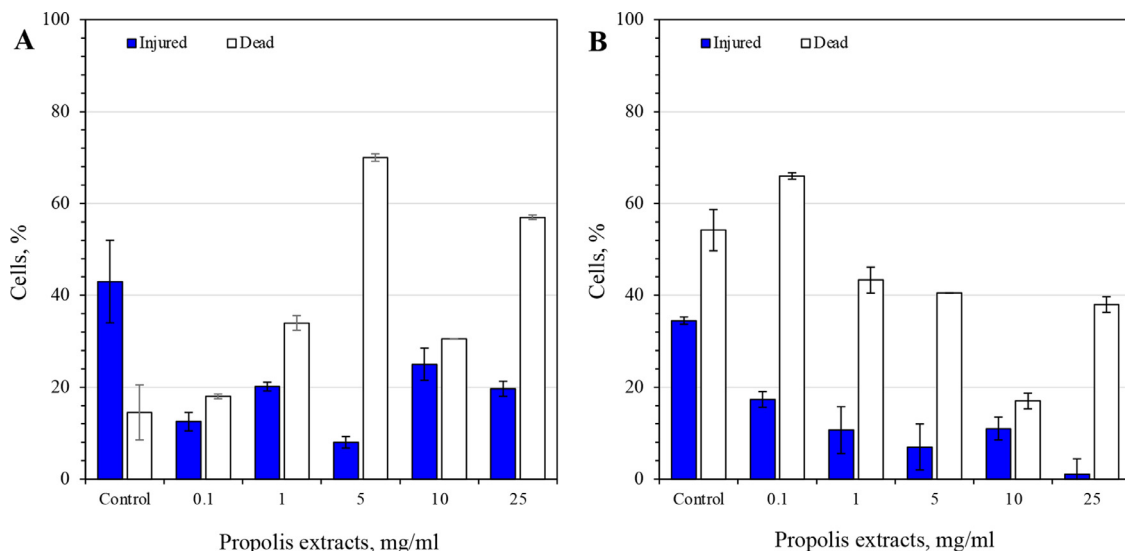 A
Injured Dead
100
80
60
40
20
0
Cells, %
Control 0.1 1 5 10 25
Propolis extracts, mg/ml
B
Injured Dead
100
80
60
40
20
0
Cells, %
Control 0.1 1 5 10 25
Propolis extracts, mg/ml